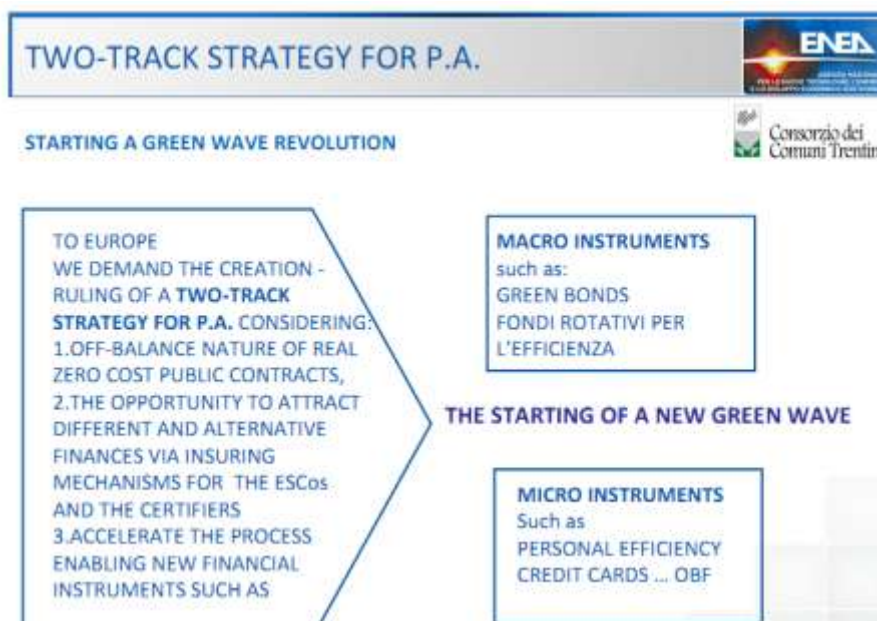 TWO-TRACK STRATEGY FOR P.A.
ENEA
STARTING A GREEN WAVE REVOLUTION
Consorzio dei
Comuni Trentin
TO EUROPE
WE DEMAND THE CREATION -
RULING OF A TWO-TRACK
STRATEGY FOR P.A. CONSIDERING:
1.OFF-BALANCE NATURE OF REAL
ZERO COST PUBLIC CONTRACTS,
2.THE OPPORTUNITY TO ATTRACT
DIFFERENT AND ALTERNATIVE
FINANCES VIA INSURING
MECHANISMS FOR THE ESCos
AND THE CERTIFIERS
3.ACCELERATE THE PROCESS
ENABLING NEW FINANCIAL
INSTRUMENTS SUCH AS
MACRO INSTRUMENTS
such as:
GREEN BONDS
FONDI ROTATIVI PER
L'EFFICIENZA
THE STARTING OF A NEW GREEN WAVE
MICRO INSTRUMENTS
Such as
PERSONAL EFFICIENCY
CREDIT CARDS ... OBF